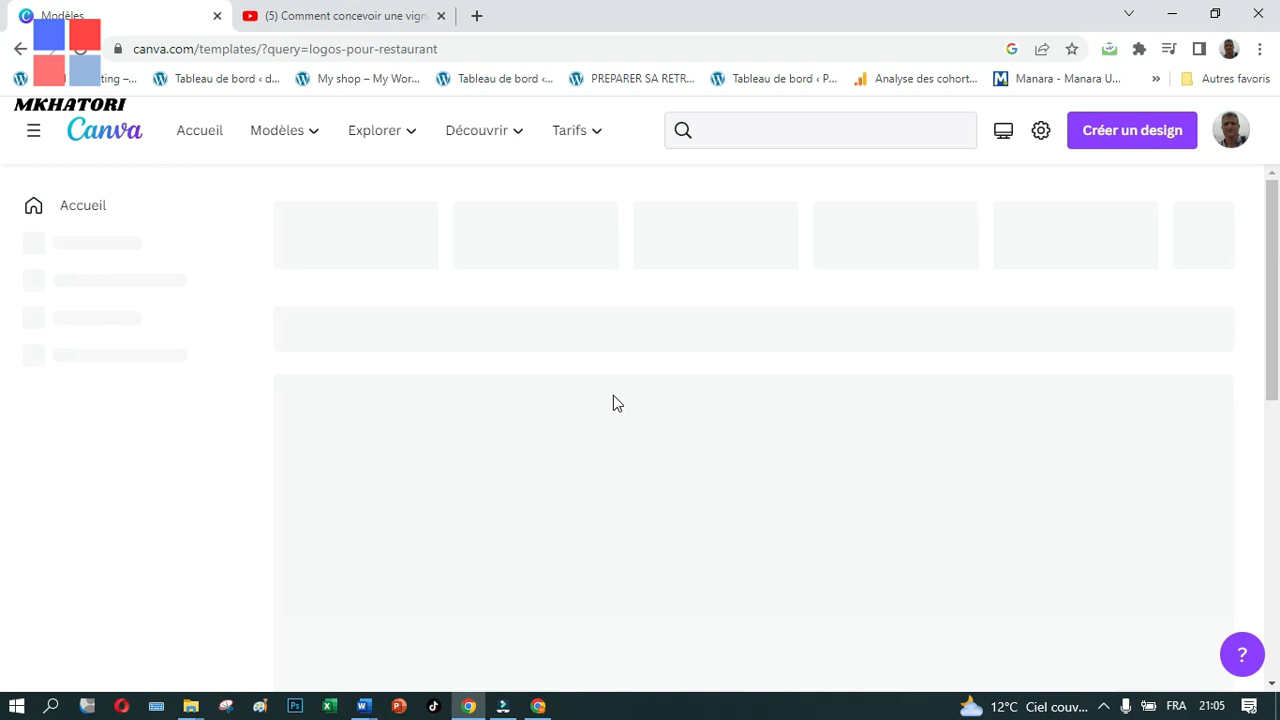 Modèles
(5) Comment concevoir une vign
canva.com/templates/?query=logos-pour-restaurant
Tableau de bord ‹ d...
My shop – My Wor...
Tableau de bord ‹...
PREPARER SA RETR...
Tableau de bord ‹ P...
Analyse des cohort...
Manara - Manara U...
»
Autres favoris
MKHATORI
Canva
Accueil
Modèles
Explorer
Découvrir
Tarifs
Créer un design
Accueil
?
12°C Ciel couv...
FRA
21:05